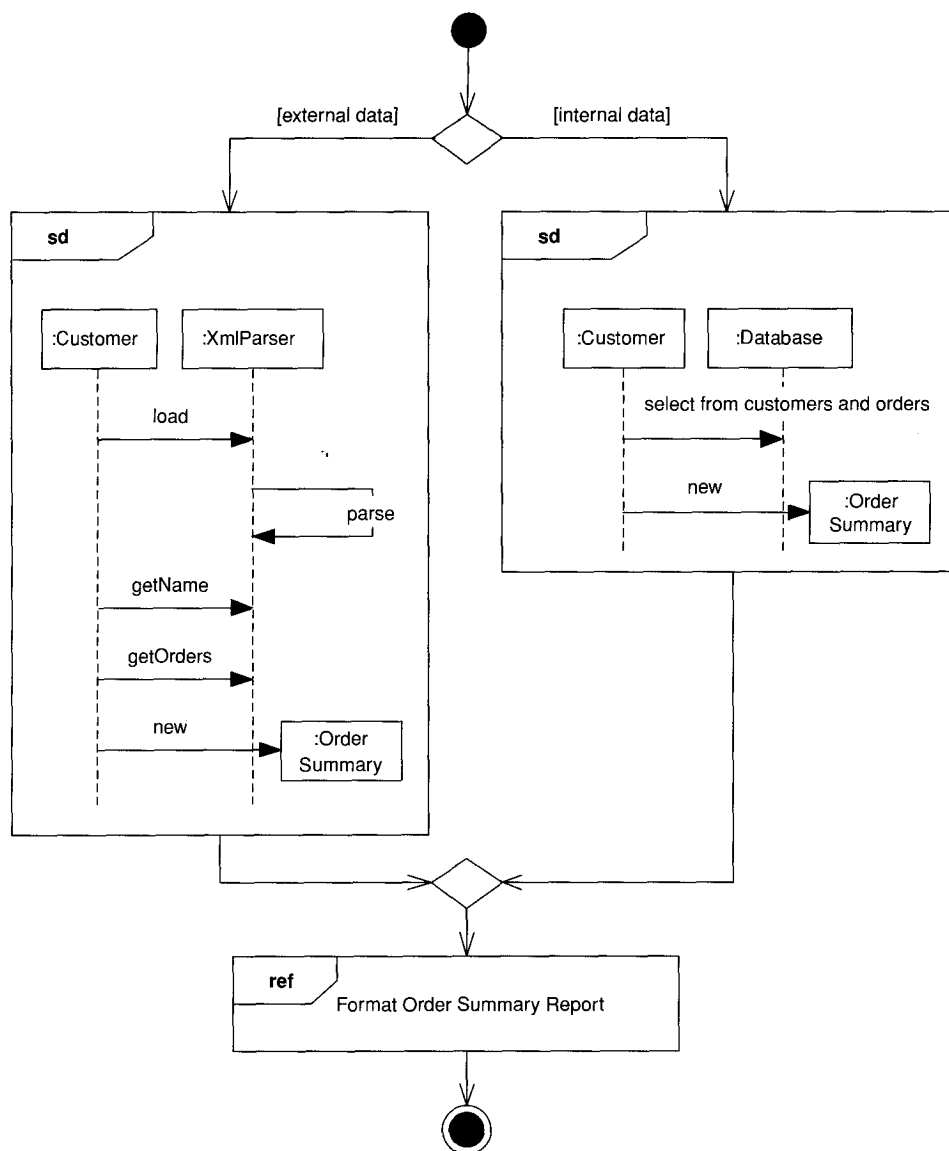 [external data]
[internal data]
sd
:Customer
:XmlParser
load
parse
getName
getOrders
new
:Order
Summary
sd
:Customer
:Database
select from customers and orders
new
:Order
Summary
ref
Format Order Summary Report